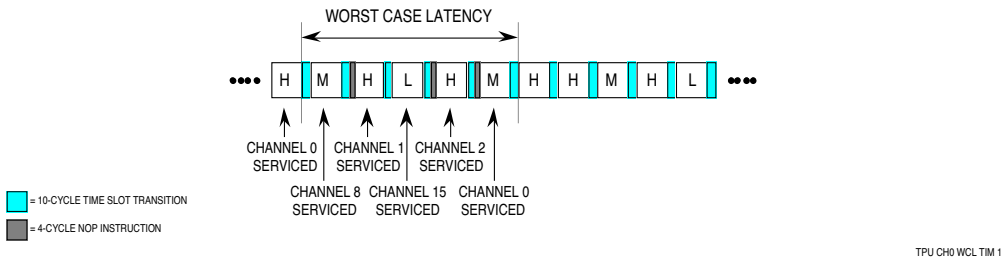 WORST CASE LATENCY
H M H L H M H H M H L
CHANNEL 0 SERVICED
CHANNEL 1 SERVICED
CHANNEL 2 SERVICED
CHANNEL 8 SERVICED
CHANNEL 15 SERVICED
CHANNEL 0 SERVICED
= 10-CYCLE TIME SLOT TRANSITION
= 4-CYCLE NOP INSTRUCTION
TPU CH0 WCL TIM 1